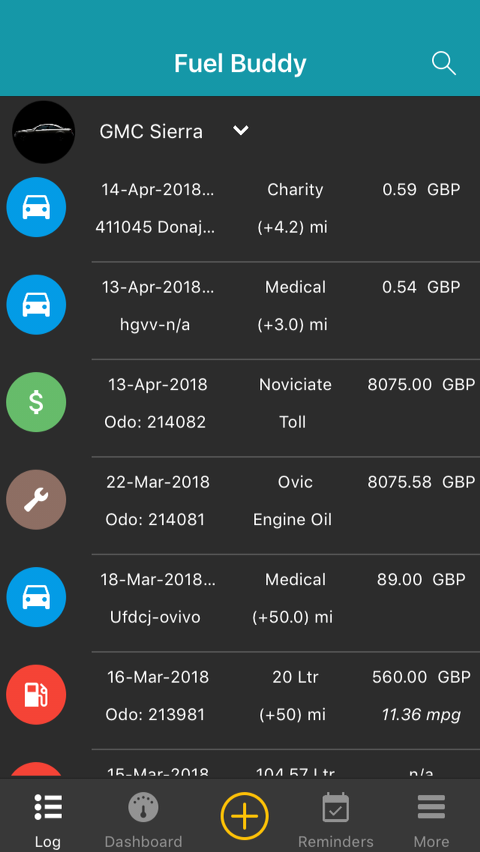 Fuel Buddy
GMC Sierra
14-Apr-2018... Charity 0.59 GBP
411045 Donaj... (+4.2) mi
13-Apr-2018... Medical 0.54 GBP
hgvv-n/a (+3.0) mi
$
13-Apr-2018 Noviciate 8075.00 GBP
Odo: 214082 Toll
22-Mar-2018 Ovic 8075.58 GBP
Odo: 214081 Engine Oil
18-Mar-2018... Medical 89.00 GBP
Ufdcj-ovivo (+50.0) mi
16-Mar-2018 20 Ltr 560.00 GBP
Odo: 213981 (+50) mi 11.36 mpg
15-Mar-2018 104.57 Ltr n/a
Log Dashboard Reminders More